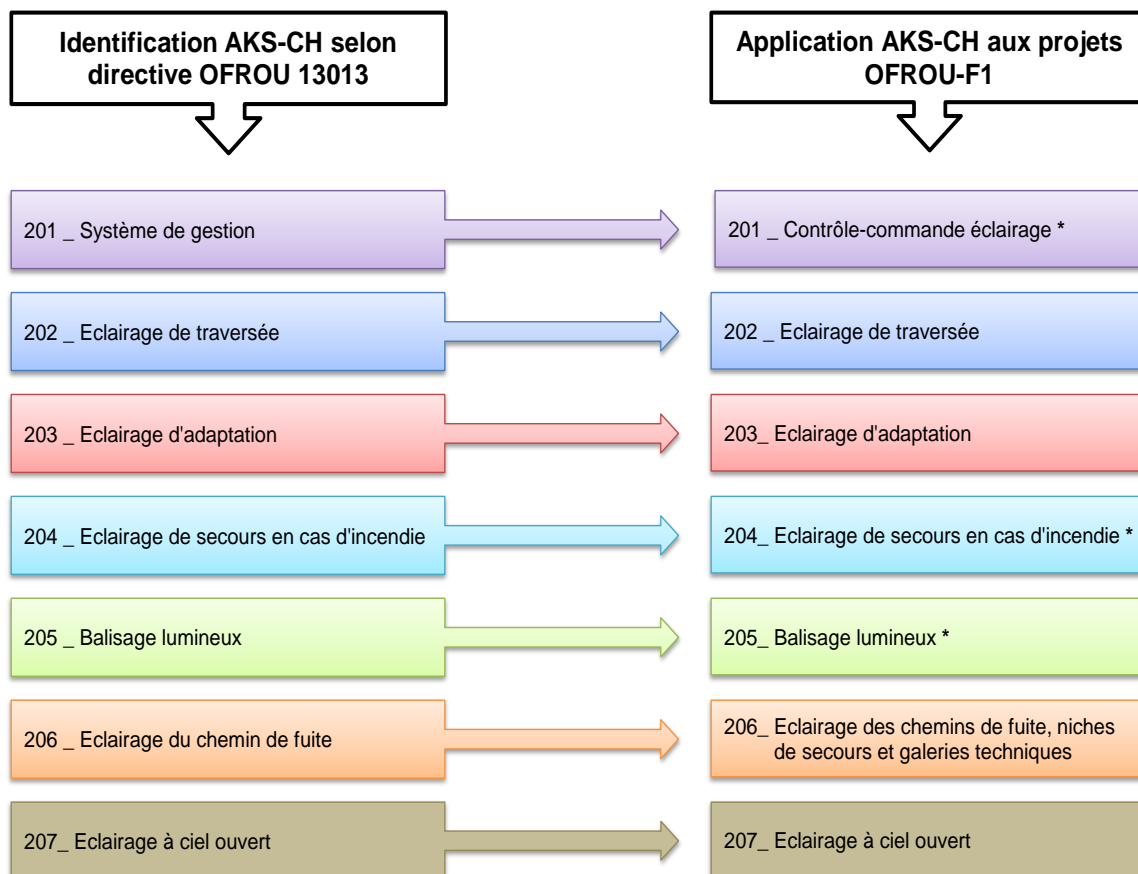 Identification AKS-CH selon
directive OFROU 13013
Application AKS-CH aux projets
OFROU-F1
201 _ Système de gestion
201 _ Contrôle-commande éclairage *
202 _ Eclairage de traversée
202 _ Eclairage de traversée
203 _ Eclairage d'adaptation
203_ Eclairage d'adaptation
204 _ Eclairage de secours en cas d'incendie
204_ Eclairage de secours en cas d'incendie *
205 _ Balisage lumineux
205_ Balisage lumineux *
206 _ Eclairage du chemin de fuite
206_ Eclairage des chemins de fuite, niches
de secours et galeries techniques
207_ Eclairage à ciel ouvert
207_ Eclairage à ciel ouvert